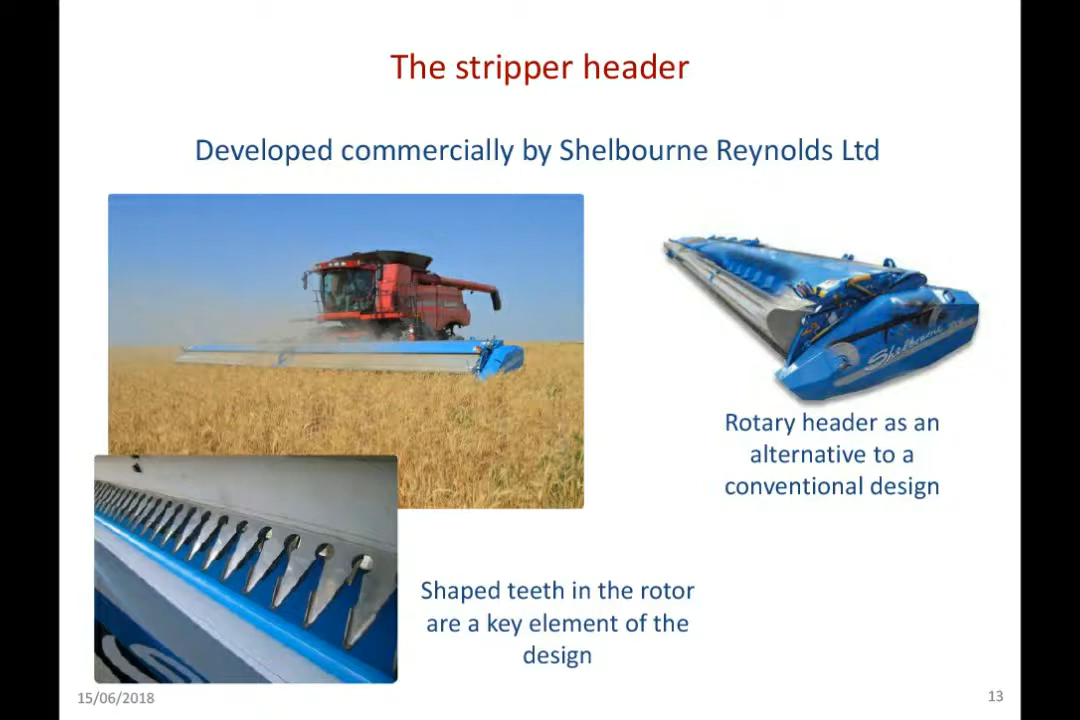 The stripper header
Developed commercially by Shelbourne Reynolds Ltd
Shelbourne
Rotary header as an
alternative to a
conventional design
Shaped teeth in the rotor
are a key element of the
design
15/06/2018
13